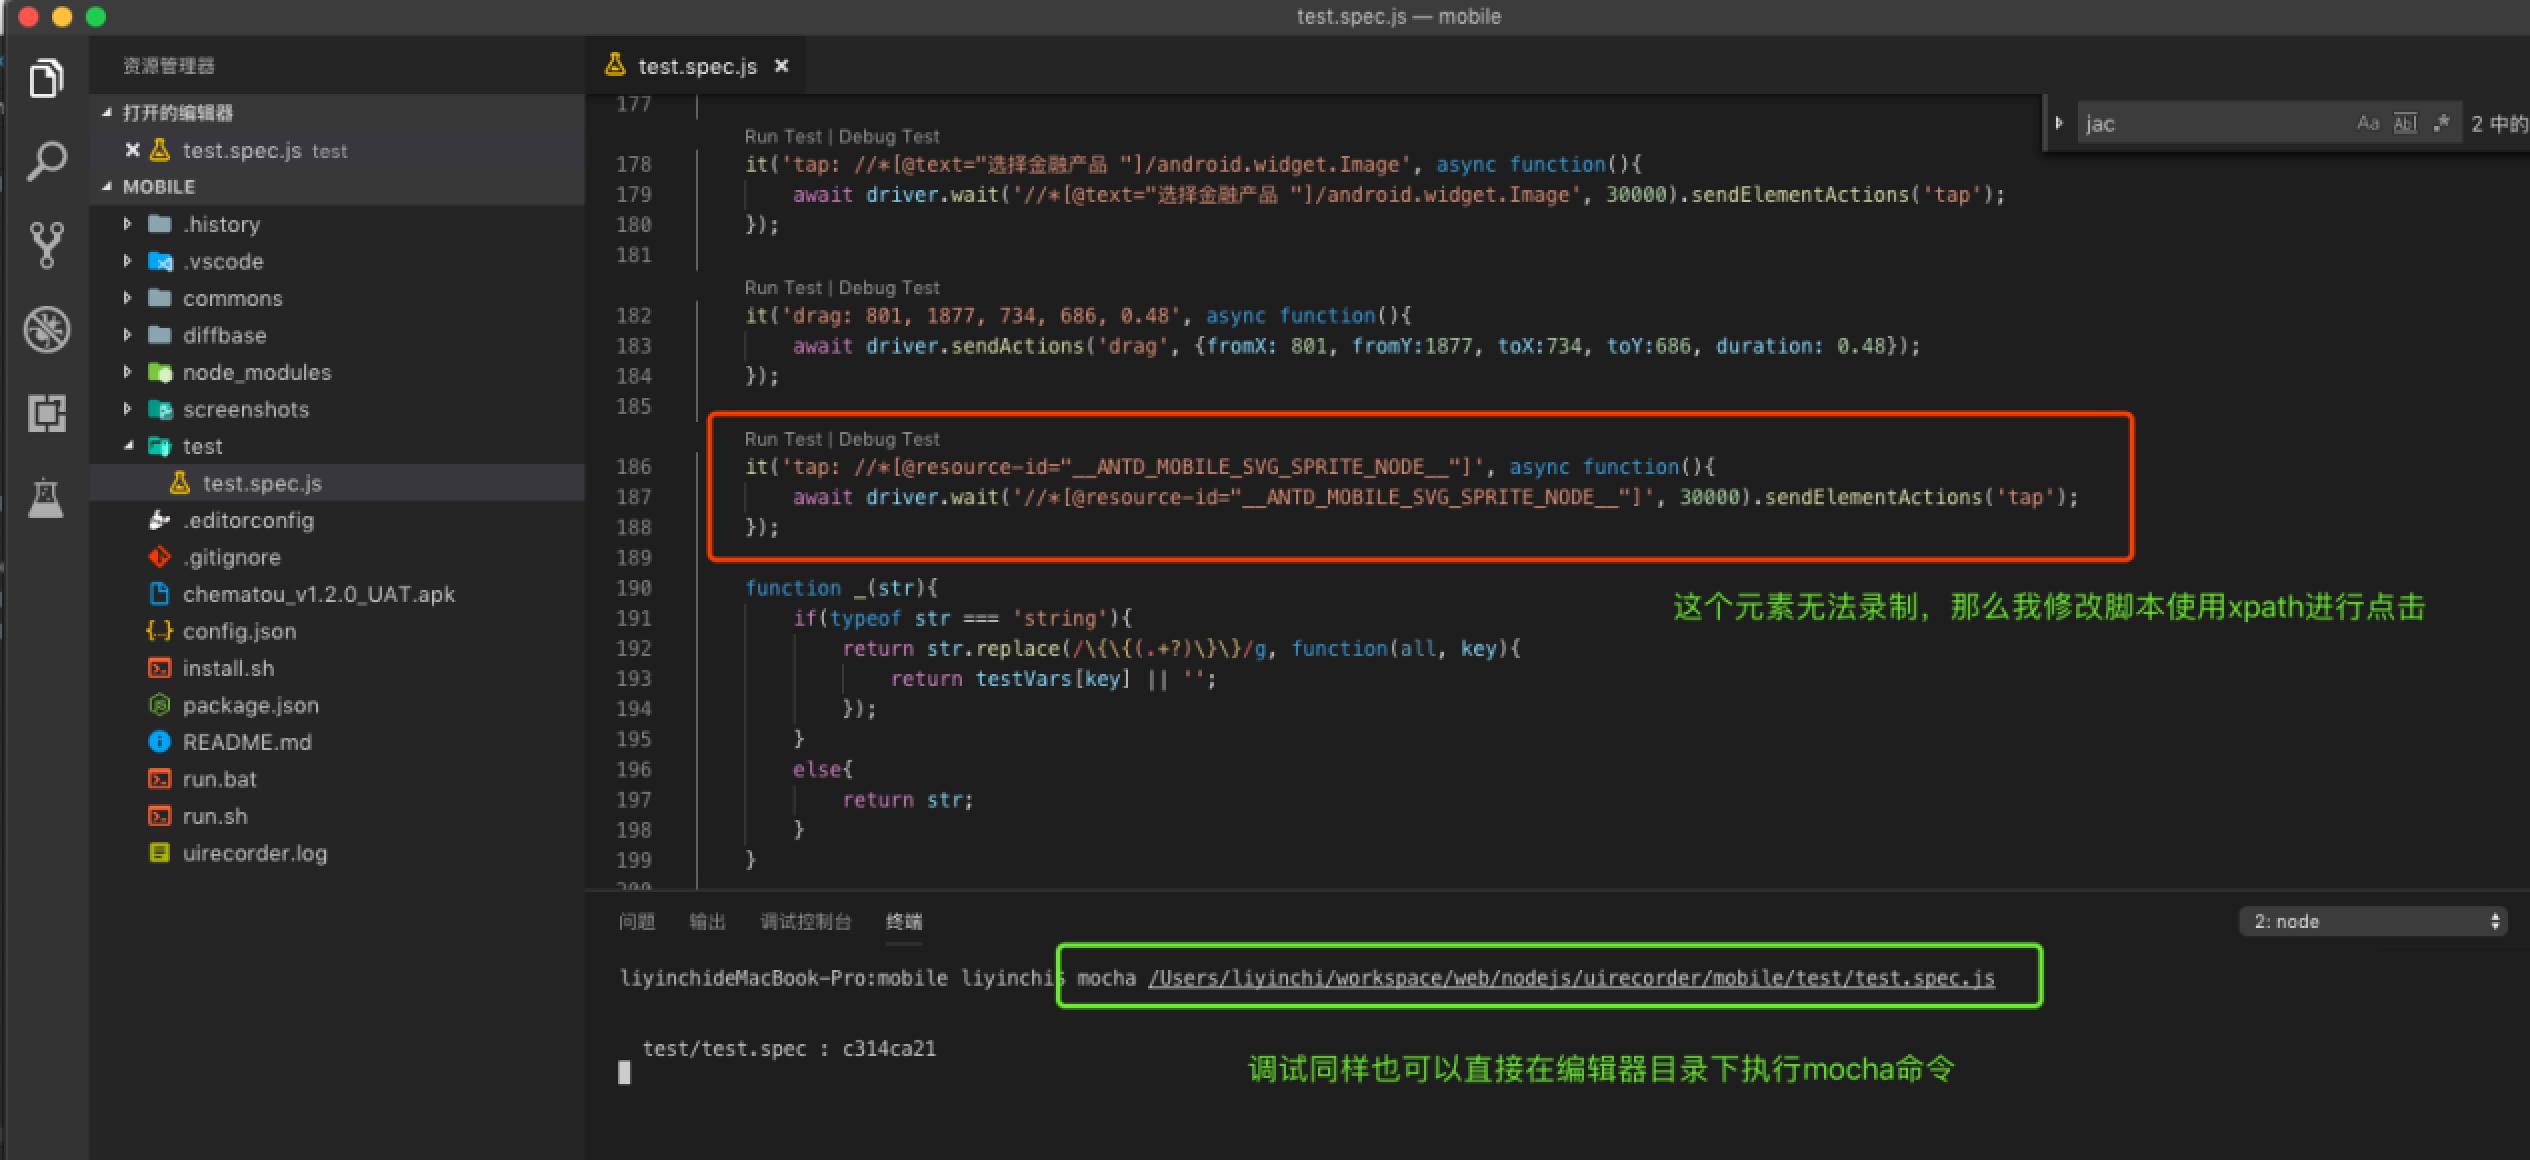 test.spec.js — mobile
资源管理器
打开的编辑器
test.spec.js test
MOBILE
.history
.vscode
commons
diffbase
node_modules
screenshots
test
test.spec.js
.editorconfig
.gitignore
chematou_v1.2.0_UAT.apk
config.json
install.sh
package.json
README.md
run.bat
run.sh
uirecorder.log
test.spec.js
jac
Aa Abl .* 2 中的
177
Run Test | Debug Test
178 it('tap: //*[@text="选择金融产品 "]/android.widget.Image', async function(){
179 await driver.wait('//*[@text="选择金融产品 "]/android.widget.Image', 30000).sendElementActions('tap');
180 });
181
Run Test | Debug Test
182 it('drag: 801, 1877, 734, 686, 0.48', async function(){
183 await driver.sendActions('drag', {fromX: 801, fromY:1877, toX:734, toY:686, duration: 0.48});
184 });
185
Run Test | Debug Test
186 it('tap: //*[@resource-id="__ANTD_MOBILE_SVG_SPRITE_NODE__"]', async function(){
187 await driver.wait('//*[@resource-id="__ANTD_MOBILE_SVG_SPRITE_NODE__"]', 30000).sendElementActions('tap');
188 });
189
190 function _(str){
这个元素无法录制，那么我修改脚本使用xpath进行点击
191 if(typeof str === 'string'){
192 return str.replace(/\{\{(.+?)\}\}/g, function(all, key){
193 return testVars[key] || '';
194 });
195 }
196 else{
197 return str;
198 }
199 }
200
问题 输出 调试控制台 终端
2: node
liyinchideMacBook-Pro:mobile liyinchi$ mocha /Users/liyinchi/workspace/web/nodejs/uirecorder/mobile/test/test.spec.js
test/test.spec : c314ca21
调试同样也可以直接在编辑器目录下执行mocha命令